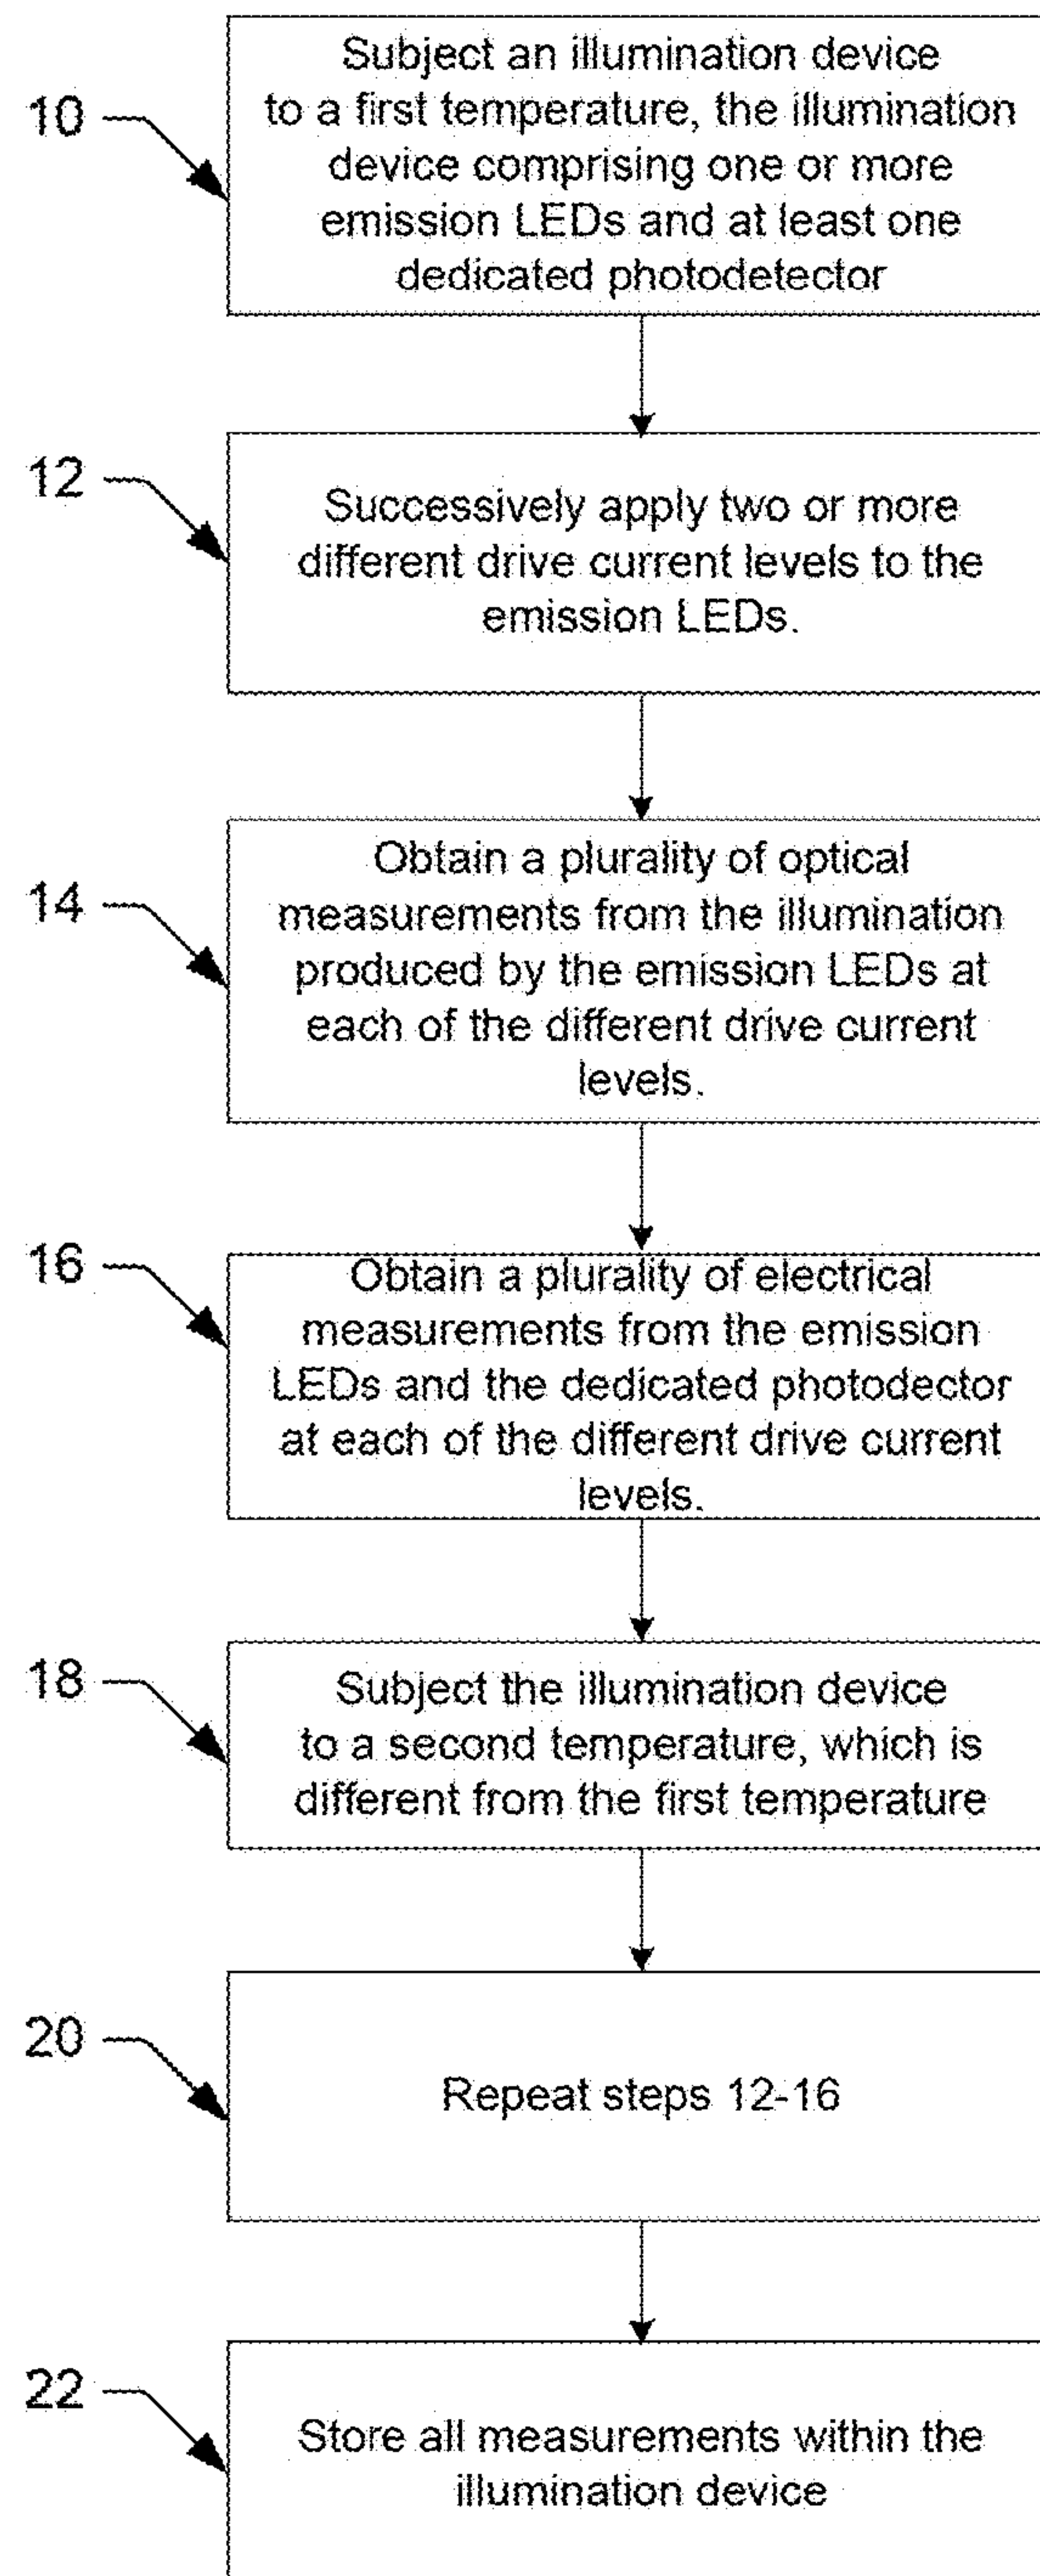 10
Subject an illumination device
to a first temperature, the illumination
device comprising one or more
emission LEDs and at least one
dedicated photodetector
12
Successively apply two or more
different drive current levels to the
emission LEDs.
14
Obtain a plurality of optical
measurements from the illumination
produced by the emission LEDs at
each of the different drive current
levels.
16
Obtain a plurality of electrical
measurements from the emission
LEDs and the dedicated photodector
at each of the different drive current
levels.
18
Subject the illumination device
to a second temperature, which is
different from the first temperature
20
Repeat steps 12-16
22
Store all measurements within the
illumination device